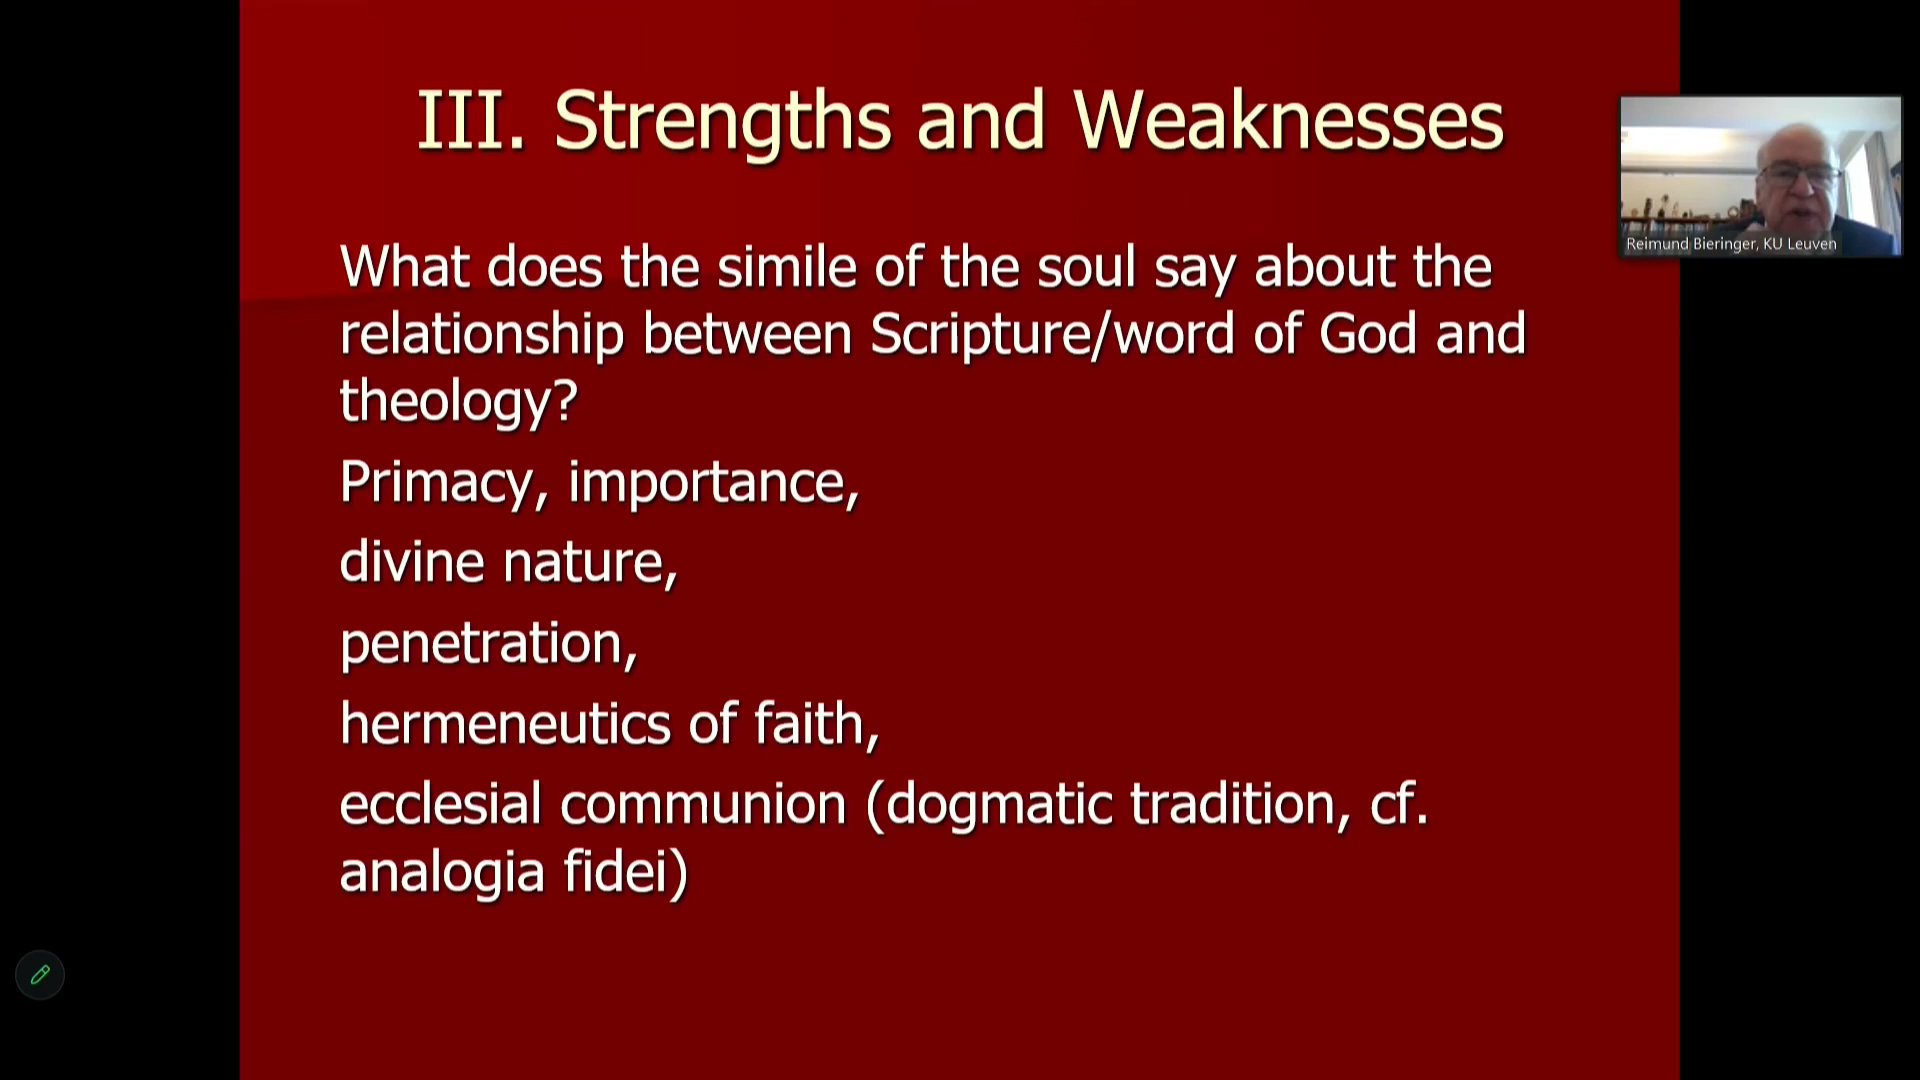 III. Strengths and Weaknesses
What does the simile of the soul say about the
relationship between Scripture/word of God and
theology?
Primacy, importance,
divine nature,
penetration,
hermeneutics of faith,
ecclesial communion (dogmatic tradition, cf.
analogia fidei)
Reimund Bieringer, KU Leuven